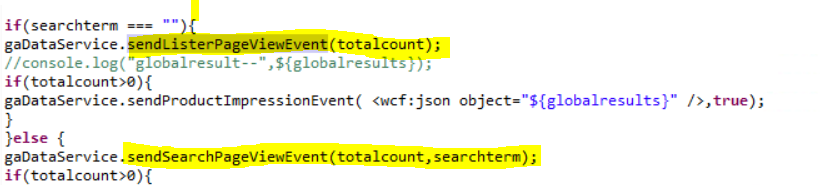 if(searchterm === ""){
gaDataService.sendListerPageViewEvent(totalcount);
//console.log("globalresult--",${globalresults});
if(totalcount>0){
gaDataService.sendProductImpressionEvent( <wcf:json object="${globalresults}" />,true);
}
}else {
gaDataService.sendSearchPageViewEvent(totalcount,searchterm);
if(totalcount>0){